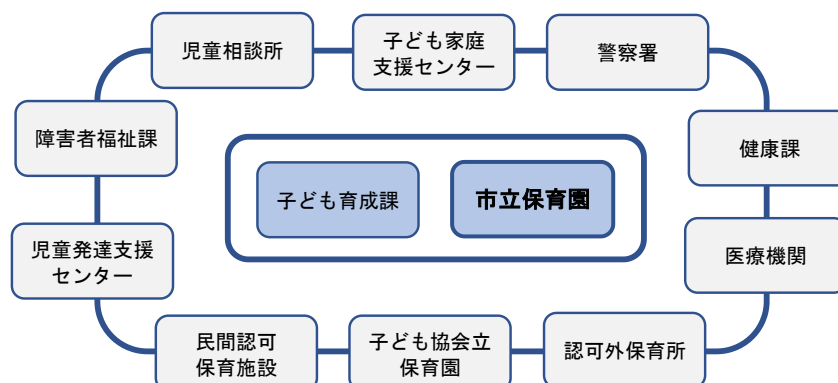 児童相談所
子ども家庭
支援センター
警察署
障害者福祉課
健康課
子ども育成課
市立保育園
児童発達支援
センター
医療機関
民間認可
保育施設
子ども協会立
保育園
認可外保育所